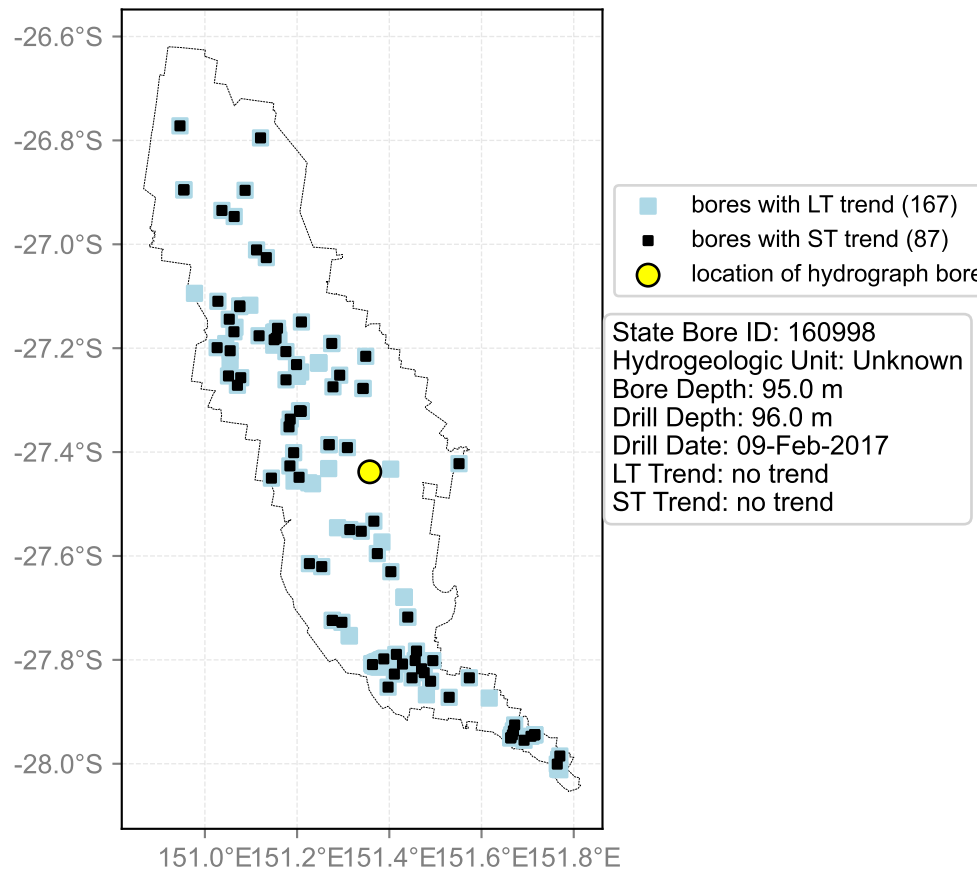 -26.6°S
-26.8°S
-27.0°S
-27.2°S
-27.4°S
-27.6°S
-27.8°S
-28.0°S
151.0°E151.2°E151.4°E151.6°E151.8°E
bores with LT trend (167)
bores with ST trend (87)
location of hydrograph bore
State Bore ID: 160998
Hydrogeologic Unit: Unknown
Bore Depth: 95.0 m
Drill Depth: 96.0 m
Drill Date: 09-Feb-2017
LT Trend: no trend
ST Trend: no trend